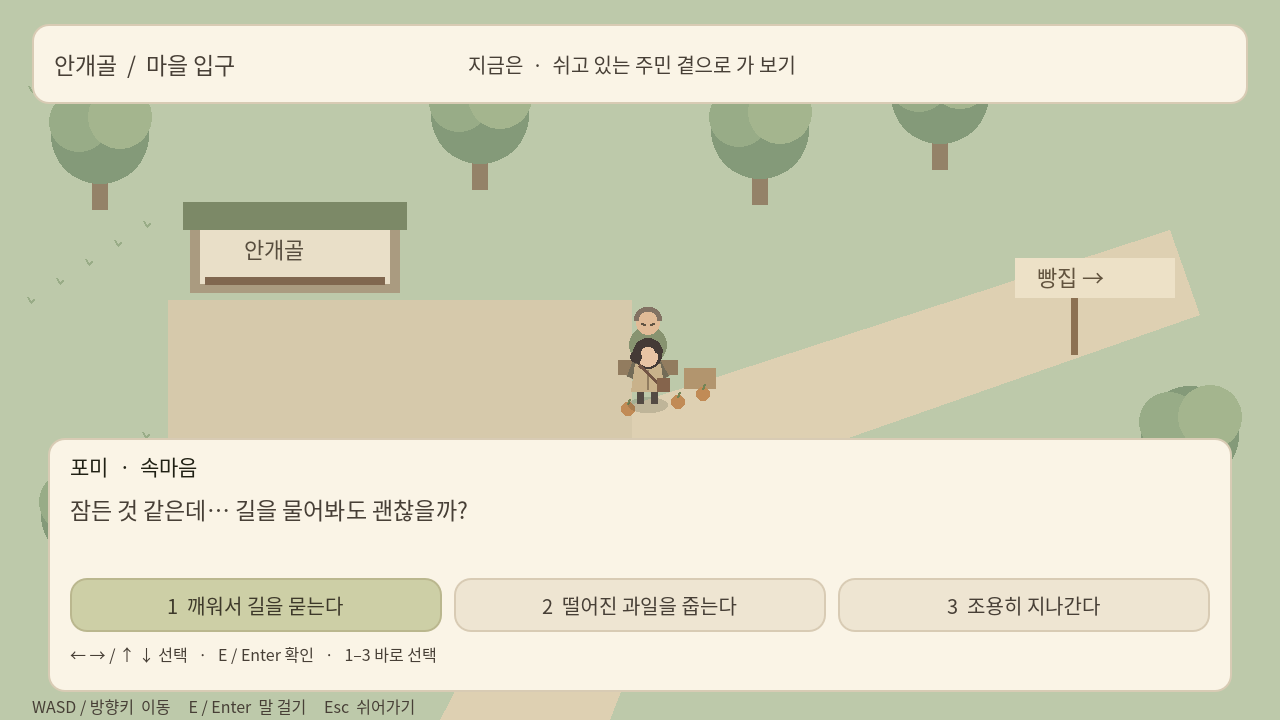 안개골 / 마을 입구
지금은 · 쉬고 있는 주민 곁으로 가 보기
안개골
빵집 →
포미 · 속마음
잠든 것 같은데… 길을 물어봐도 괜찮을까?
1 깨워서 길을 묻는다
2 떨어진 과일을 줍는다
3 조용히 지나간다
← → / ↑ ↓ 선택 · E / Enter 확인 · 1–3 바로 선택
WASD / 방향키 이동 E / Enter 말 걸기 Esc 쉬어가기